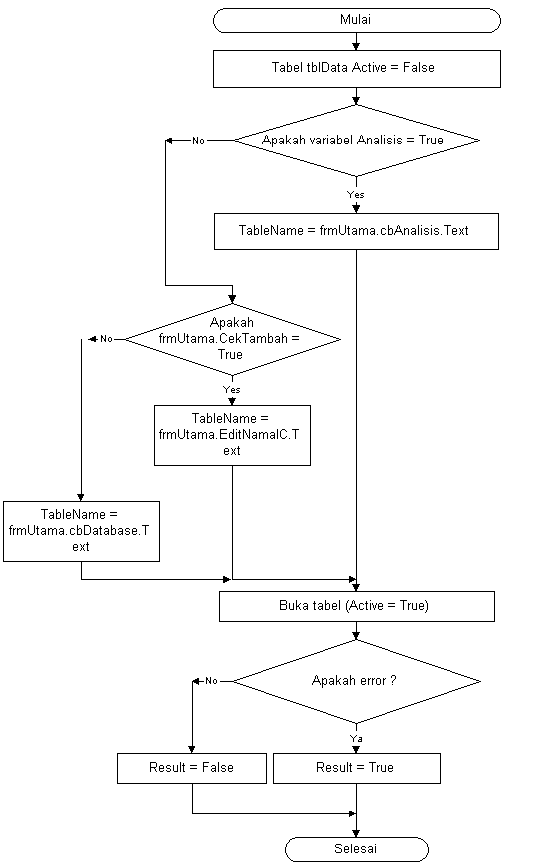 Mulai
Tabel tblData Active = False
Apakah variabel Analisis = True
No
Yes
TableName = frmUtama.cbAnalisis.Text
Apakah
frmUtama.CekTambah =
True
No
Yes
TableName =
frmUtama.EditNamaIC.T
ext
TableName =
frmUtama.cbDatabase.T
ext
Buka tabel (Active = True)
Apakah error ?
No
Ya
Result = False
Result = True
Selesai